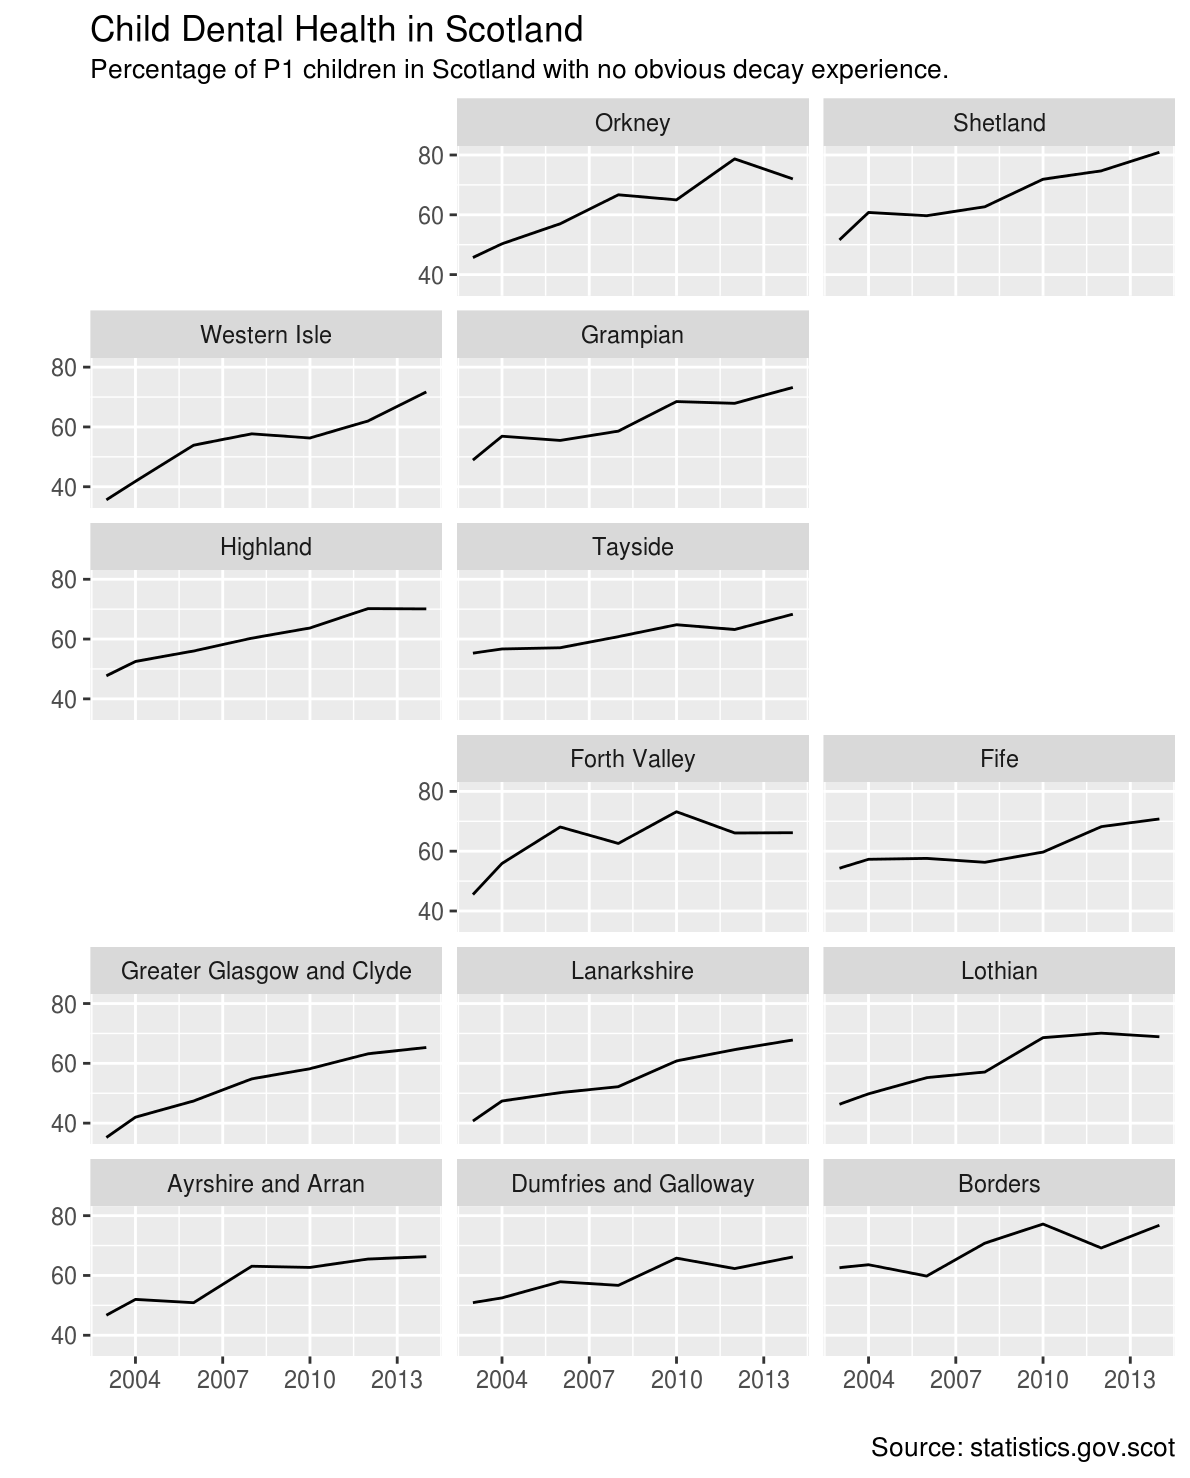 Child Dental Health in Scotland
Percentage of P1 children in Scotland with no obvious decay experience.
Orkney
Shetland
80
60
40
Western Isle
Grampian
80
60
40
Highland
Tayside
80
60
40
Forth Valley
Fife
80
60
40
Greater Glasgow and Clyde
Lanarkshire
Lothian
80
60
40
Ayrshire and Arran
Dumfries and Galloway
Borders
80
60
40
2004 2007 2010 2013
2004 2007 2010 2013
2004 2007 2010 2013
Source: statistics.gov.scot